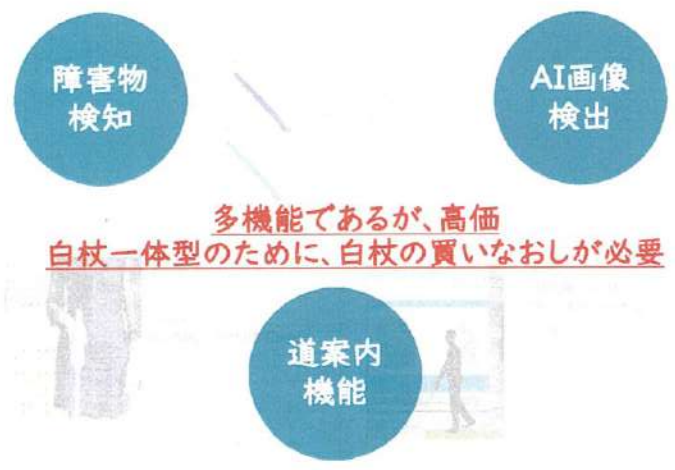 障害物
検知
AI画像
検出
多機能であるが、高価
白杖一体型のために、白杖の買いなおしが必要
道案内
機能